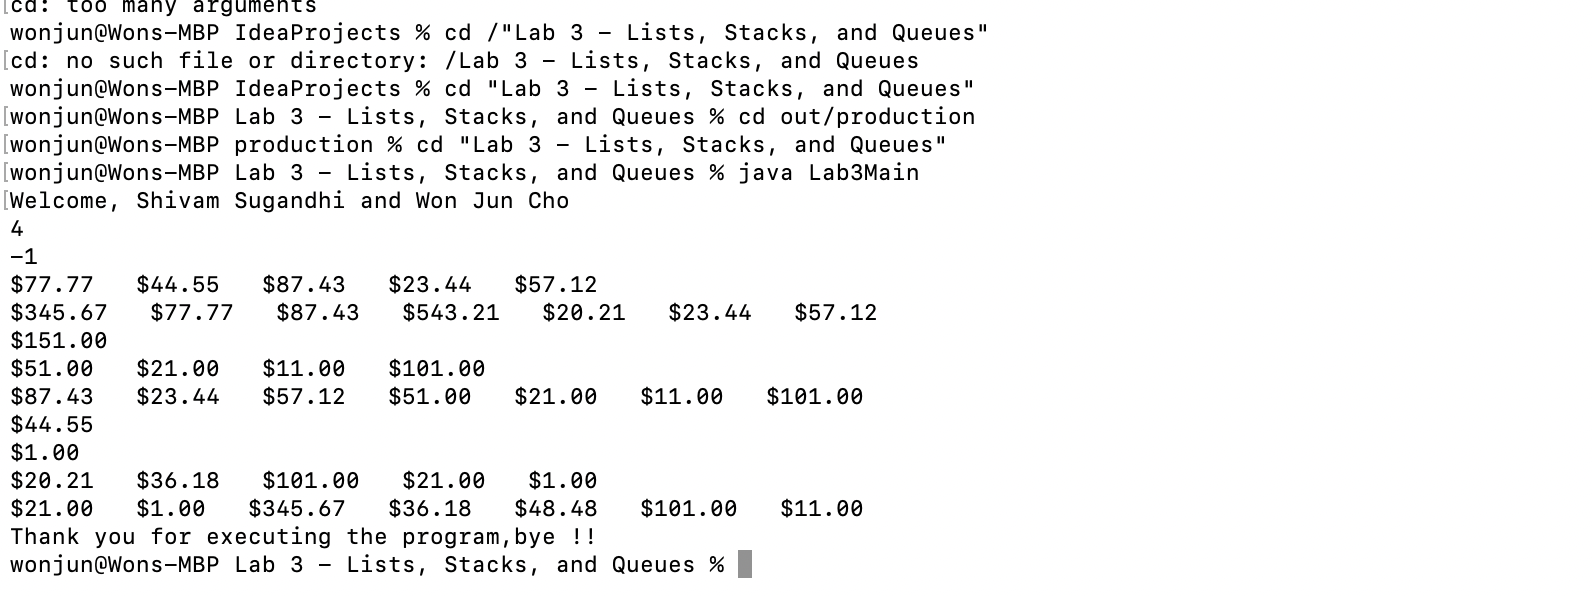 [cd: too many arguments
wonjun@Wons-MBP IdeaProjects % cd /"Lab 3 - Lists, Stacks, and Queues"
[cd: no such file or directory: /Lab 3 - Lists, Stacks, and Queues
wonjun@Wons-MBP IdeaProjects % cd "Lab 3 - Lists, Stacks, and Queues"
[wonjun@Wons-MBP Lab 3 - Lists, Stacks, and Queues % cd out/production
[wonjun@Wons-MBP production % cd "Lab 3 - Lists, Stacks, and Queues"
[wonjun@Wons-MBP Lab 3 - Lists, Stacks, and Queues % java Lab3Main
[Welcome, Shivam Sugandhi and Won Jun Cho
4
-1
$77.77   $44.55   $87.43   $23.44   $57.12
$345.67   $77.77   $87.43   $543.21   $20.21   $23.44   $57.12
$151.00
$51.00   $21.00   $11.00   $101.00
$87.43   $23.44   $57.12   $51.00   $21.00   $11.00   $101.00
$44.55
$1.00
$20.21   $36.18   $101.00   $21.00   $1.00
$21.00   $1.00   $345.67   $36.18   $48.48   $101.00   $11.00
Thank you for executing the program,bye !!
wonjun@Wons-MBP Lab 3 - Lists, Stacks, and Queues %